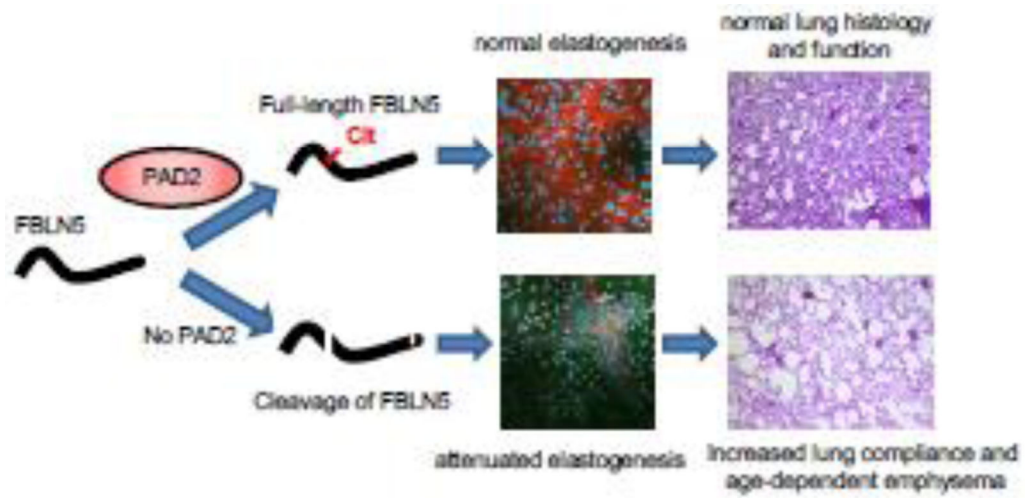 normal elastogenesis
normal lung histology
and function
Full-length FBLN5
Cit
PAD2
FBLN5
No PAD2
Cleavage of FBLN5
attenuated elastogenesis
Increased lung compliance and
age-dependent emphysema